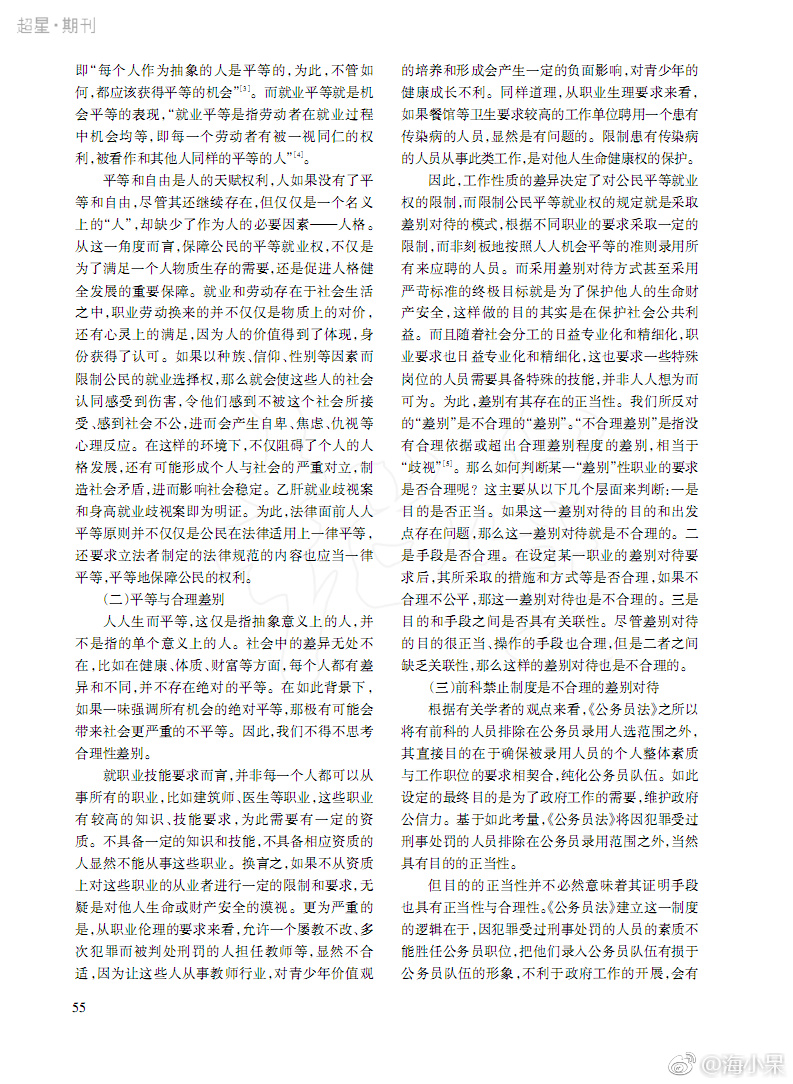 超星·期刊
即“每个人作为抽象的人是平等的,为此,不管如
何,都应该获得平等的机会”[3]。而就业平等就是机
会平等的表现,“就业平等是指劳动者在就业过程
中机会均等,即每一个劳动者有被一视同仁的权
利,被看作和其他人同样的平等的人”[4]。
平等和自由是人的天赋权利,人如果没有了平
等和自由,尽管其还继续存在,但仅仅是一个名义
上的“人”,却缺少了作为人的必要因素——人格。
从这一角度而言,保障公民的平等就业权,不仅是
为了满足一个人物质生存的需要,还是促进人格健
全发展的重要保障。就业和劳动存在于社会生活
之中,职业劳动换来的并不仅仅是物质上的对价,
还有心灵上的满足,因为人的价值得到了体现,身
份获得了认可。如果以种族、信仰、性别等因素而
限制公民的就业选择权,那么就会使这些人的社会
认同感受到伤害,令他们感到不被这个社会所接
受、感到社会不公,进而会产生自卑、焦虑、仇视等
心理反应。在这样的环境下,不仅阻碍了个人的人
格发展,还有可能形成个人与社会的严重对立,制
造社会矛盾,进而影响社会稳定。乙肝就业歧视案
和身高就业歧视案即为明证。为此,法律面前人人
平等原则并不仅仅是公民在法律适用上一律平等,
还要求立法者制定的法律规范的内容也应当一律
平等,平等地保障公民的权利。
(二)平等与合理差别
人人生而平等,这仅是指抽象意义上的人,并
不是指的单个意义上的人。社会中的差异无处不
在,比如在健康、体质、财富等方面,每个人都有差
异和不同,并不存在绝对的平等。在如此背景下,
如果一味强调所有机会的绝对平等,那极有可能会
带来社会更严重的不平等。因此,我们不得不思考
合理性差别。
就职业技能要求而言,并非每一个人都可以从
事所有的职业,比如建筑师、医生等职业,这些职业
有较高的知识、技能要求,为此需要有一定的资
质。不具备一定的知识和技能,不具备相应资质的
人显然不能从事这些职业。换言之,如果不从资质
上对这些职业的从业者进行一定的限制和要求,无
疑是对他人生命或财产安全的漠视。更为严重的
是,从职业伦理的要求来看,允许一个屡教不改、多
次犯罪而被判处刑罚的人担任教师等,显然不合
适,因为让这些人从事教师行业,对青少年价值观
的培养和形成会产生一定的负面影响,对青少年的
健康成长不利。同样道理,从职业生理要求来看,
如果餐馆等卫生要求较高的工作单位聘用一个患有
传染病的人员,显然是有问题的。限制患有传染病
的人员从事此类工作,是对他人生命健康权的保护。
因此,工作性质的差异决定了对公民平等就业
权的限制,而限制公民平等就业权的规定就是采取
差别对待的模式,根据不同职业的要求采取一定的
限制,而非刻板地按照人人机会平等的准则录用所
有来应聘的人员。而采用差别对待方式甚至采用
严苛标准的终极目标就是为了保护他人的生命财
产安全,这样做的目的其实是在保护社会公共利
益。而且随着社会分工的日益专业化和精细化,职
业要求也日益专业化和精细化,这也要求一些特殊
岗位的人员需要具备特殊的技能,并非人人想为而
可为。为此,差别有其存在的正当性。我们所反对
的“差别”是不合理的“差别”。“不合理差别”是指没
有合理依据或超出合理差别程度的差别,相当于
“歧视”[5]。那么如何判断某一“差别”性职业的要求
是否合理呢?这主要从以下几个层面来判断:一是
目的是否正当。如果这一差别对待的目的和出发
点存在问题,那么这一差别对待就是不合理的。二
是手段是否合理。在设定某一职业的差别对待要
求后,其所采取的措施和方式等是否合理,如果不
合理不公平,那这一差别对待也是不合理的。三是
目的和手段之间是否具有关联性。尽管差别对待
的目的很正当、操作的手段也合理,但是二者之间
缺乏关联性,那么这样的差别对待也是不合理的。
(三)前科禁止制度是不合理的差别对待
根据有关学者的观点来看,《公务员法》之所以
将有前科的人员排除在公务员录用人选范围之外,
其直接目的在于确保被录用人员的个人整体素质
与工作职位的要求相契合,纯化公务员队伍。如此
设定的最终目的是为了政府工作的需要,维护政府
公信力。基于如此考量,《公务员法》将因犯罪受过
刑事处罚的人员排除在公务员录用范围之外,当然
具有目的的正当性。
但目的的正当性并不必然意味着其证明手段
也具有正当性与合理性。《公务员法》建立这一制度
的逻辑在于,因犯罪受过刑事处罚的人员的素质不
能胜任公务员职位,把他们录入公务员队伍有损于
公务员队伍的形象,不利于政府工作的开展,会有
55
@海小呆